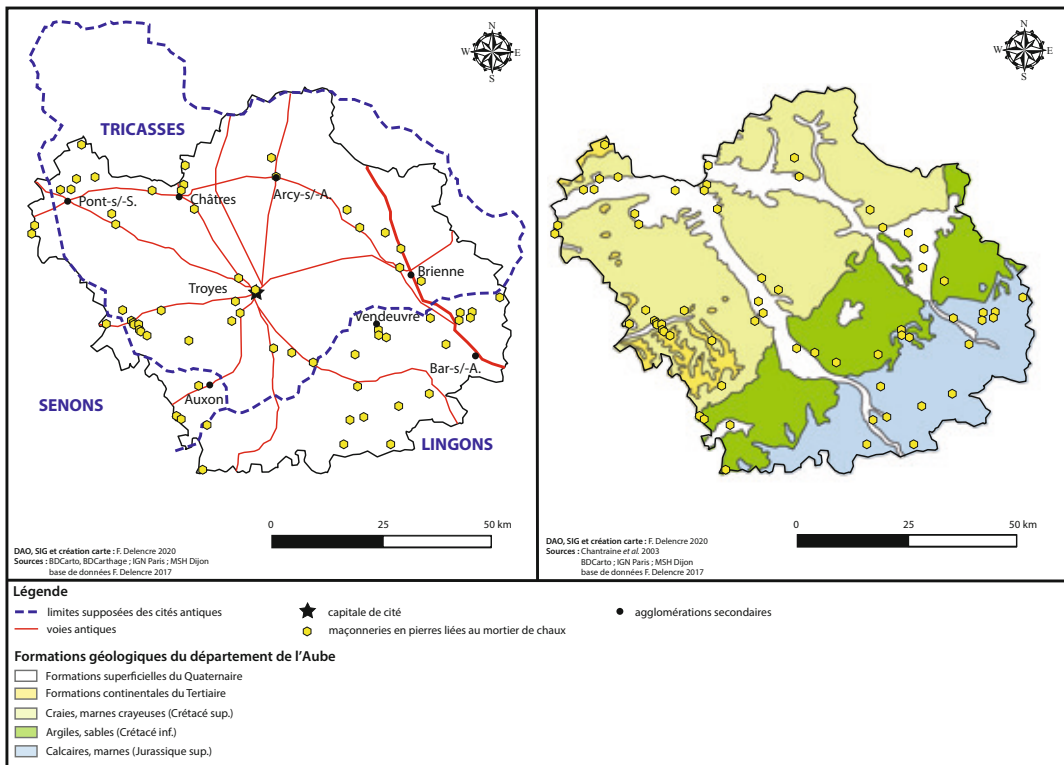 N
W E
S
TRICASSES
Pont-s/-S.
Châtres
Arcy-s/-A.
Troyes
Brienne
Vendeuvre
Bar-s/-A.
Auxon
SENONS
LINGONS
0 25 50 km
DAO, SIG et création carte : F. Delencre 2020
Sources : BDCarto, BDCarthage ; IGN Paris ; MSH Dijon
base de données F. Delencre 2017
N
W E
S
0 25 50 km
DAO, SIG et création carte : F. Delencre 2020
Sources : Chantraine et al. 2003
BDCarto ; IGN Paris ; MSH Dijon
base de données F. Delencre 2017
Légende
limites supposées des cités antiques
capitale de cité
agglomérations secondaires
voies antiques
maçonneries en pierres liées au mortier de chaux
Formations géologiques du département de l'Aube
Formations superficielles du Quaternaire
Formations continentales du Tertiaire
Craies, marnes crayeuses (Crétacé sup.)
Argiles, sables (Crétacé inf.)
Calcaires, marnes (Jurassique sup.)